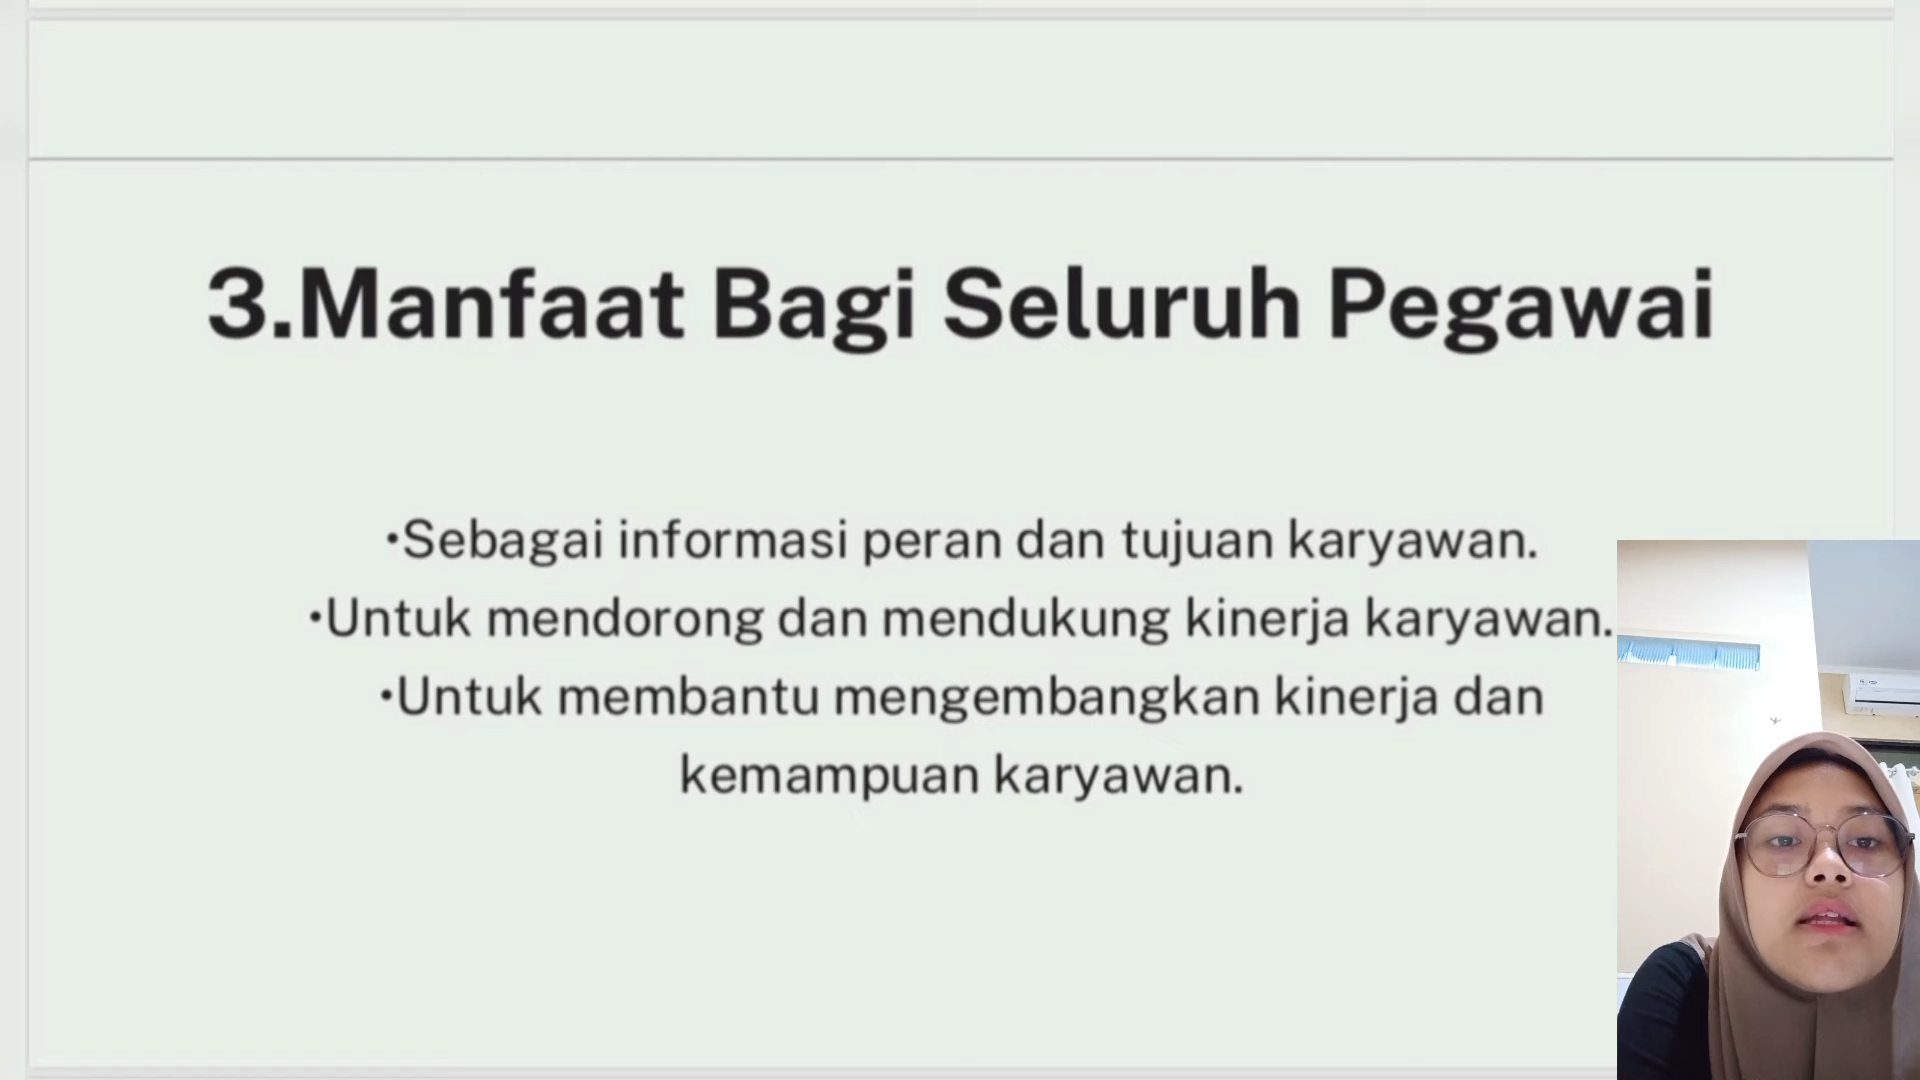 3.Manfaat Bagi Seluruh Pegawai
•Sebagai informasi peran dan tujuan karyawan.
•Untuk mendorong dan mendukung kinerja karyawan.
•Untuk membantu mengembangkan kinerja dan
kemampuan karyawan.